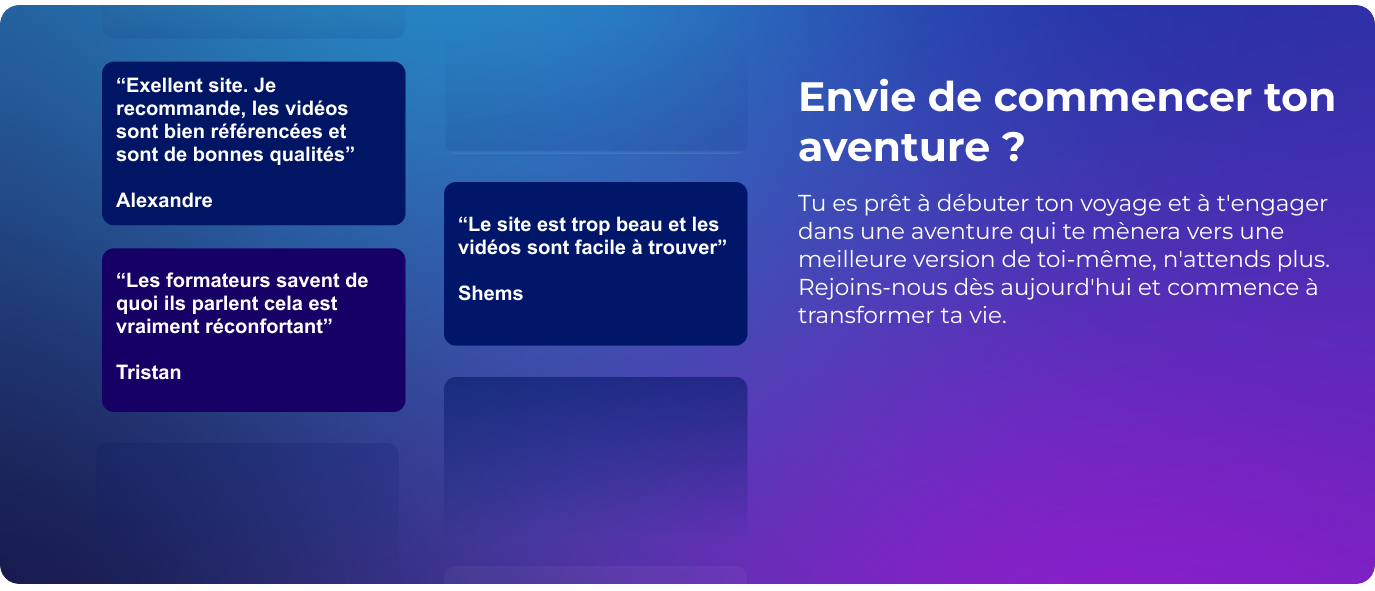 “Exellent site. Je
recommande, les vidéos
sont bien référencées et
sont de bonnes qualités”
Alexandre
“Les formateurs savent de
quoi ils parlent cela est
vraiment réconfortant”
Tristan
“Le site est trop beau et les
vidéos sont facile à trouver”
Shems
Envie de commencer ton
aventure ?
Tu es prêt à débuter ton voyage et à t'engager
dans une aventure qui te mènera vers une
meilleure version de toi-même, n'attends plus.
Rejoins-nous dès aujourd'hui et commence à
transformer ta vie.